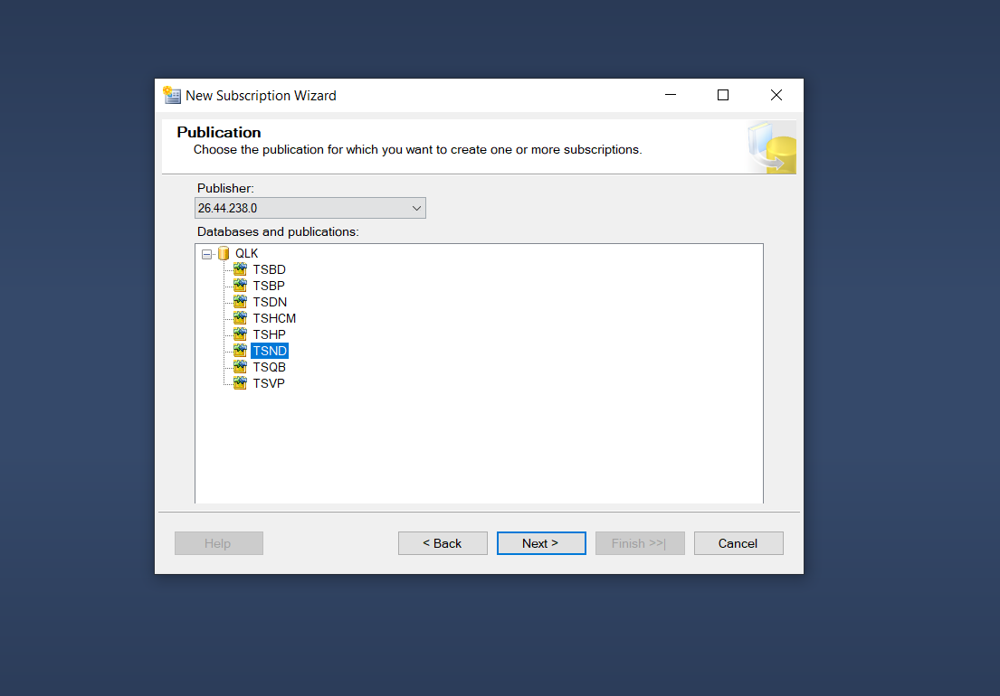 New Subscription Wizard
Publication
Choose the publication for which you want to create one or more subscriptions.
Publisher:
26.44.238.0
Databases and publications:
QLK
TSBD
TSBP
TSDN
TSHCM
TSHP
TSND
TSQB
TSVP
Help
< Back
Next >
Finish >>|
Cancel